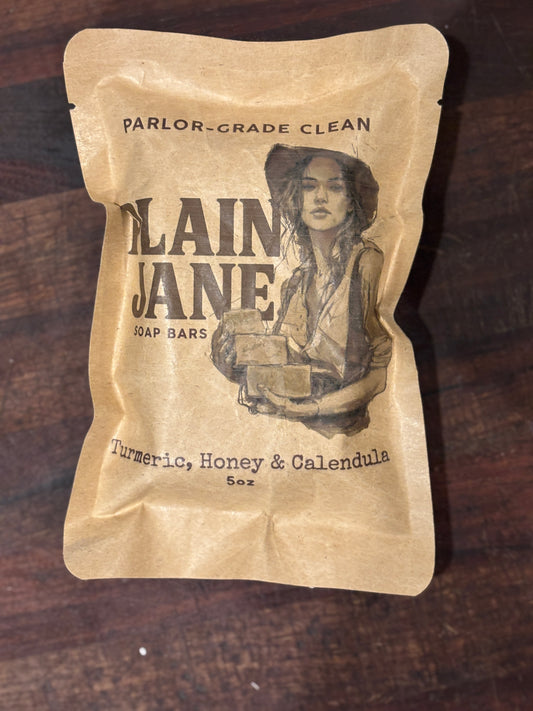 PARLOR-GRADE CLEAN
PLAIN
JANE
SOAP BARS
Turmeric, Honey & Calendula
5oz